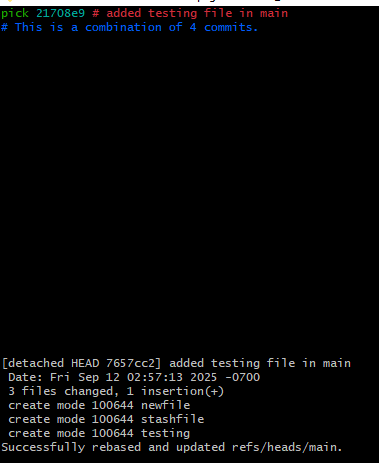 pick 21708e9 # added testing file in main
# This is a combination of 4 commits.
[detached HEAD 7657cc2] added testing file in main
Date: Fri Sep 12 02:57:13 2025 -0700
3 files changed, 1 insertion(+)
create mode 100644 newfile
create mode 100644 stashfile
create mode 100644 testing
Successfully rebased and updated refs/heads/main.